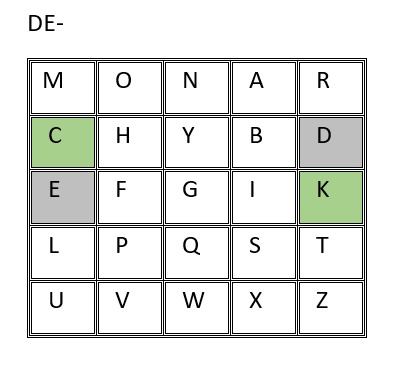 DE-
M O N A R
C H Y B D
E F G I K
L P Q S T
U V W X Z